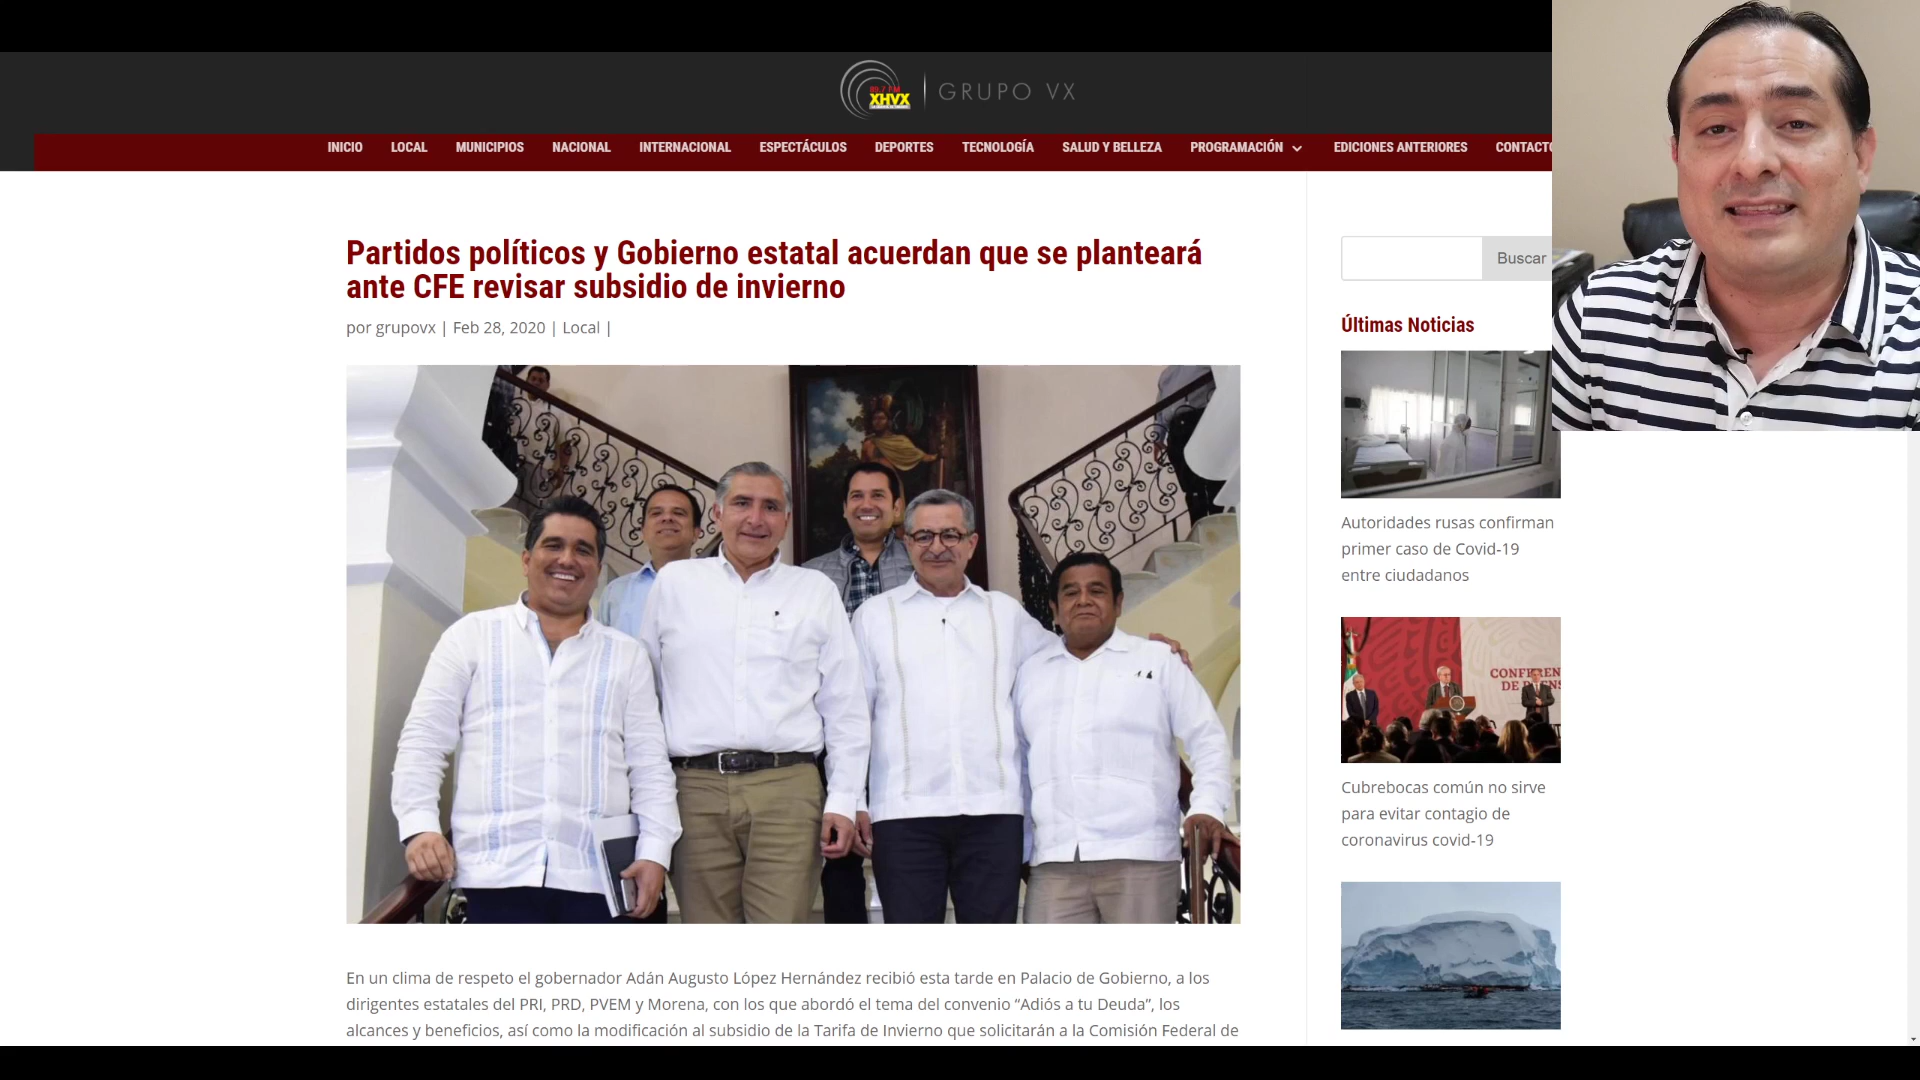 XHVX
GRUPO VX
INICIO LOCAL MUNICIPIOS NACIONAL INTERNACIONAL ESPECTÁCULOS DEPORTES TECNOLOGÍA SALUD Y BELLEZA PROGRAMACIÓN EDICIONES ANTERIORES CONTACTO
Partidos políticos y Gobierno estatal acuerdan que se planteará
ante CFE revisar subsidio de invierno
por grupovx | Feb 28, 2020 | Local |
En un clima de respeto el gobernador Adán Augusto López Hernández recibió esta tarde en Palacio de Gobierno, a los
dirigentes estatales del PRI, PRD, PVEM y Morena, con los que abordó el tema del convenio “Adiós a tu Deuda”, los
alcances y beneficios, así como la modificación al subsidio de la Tarifa de Invierno que solicitarán a la Comisión Federal de
Buscar
Últimas Noticias
Autoridades rusas confirman
primer caso de Covid-19
entre ciudadanos
CONFEREN
DE PRENS
Cubrebocas común no sirve
para evitar contagio de
coronavirus covid-19